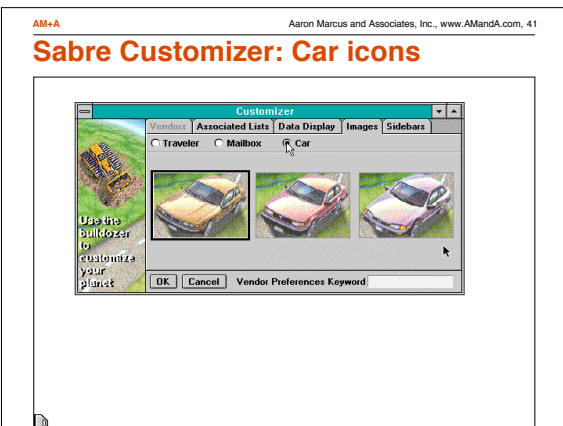 AM+A
Aaron Marcus and Associates, Inc., www.AMandA.com, 41
Sabre Customizer: Car icons
Customizer
Vendors Associated Lists Data Display Images Sidebars
Traveler Mailbox Car
Use the
bulldozer
to
customize
your
planet
OK Cancel Vendor Preferences Keyword